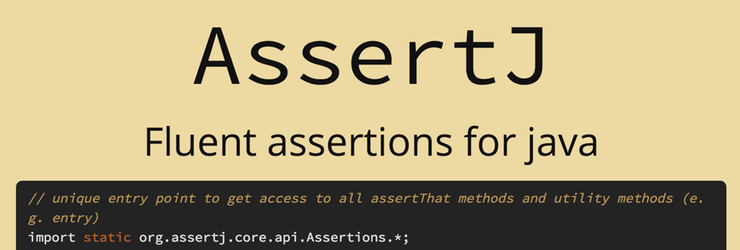 AssertJ
Fluent assertions for java
// unique entry point to get access to all assertThat methods and utility methods (e.
g. entry)
import static org.assertj.core.api.Assertions.*;